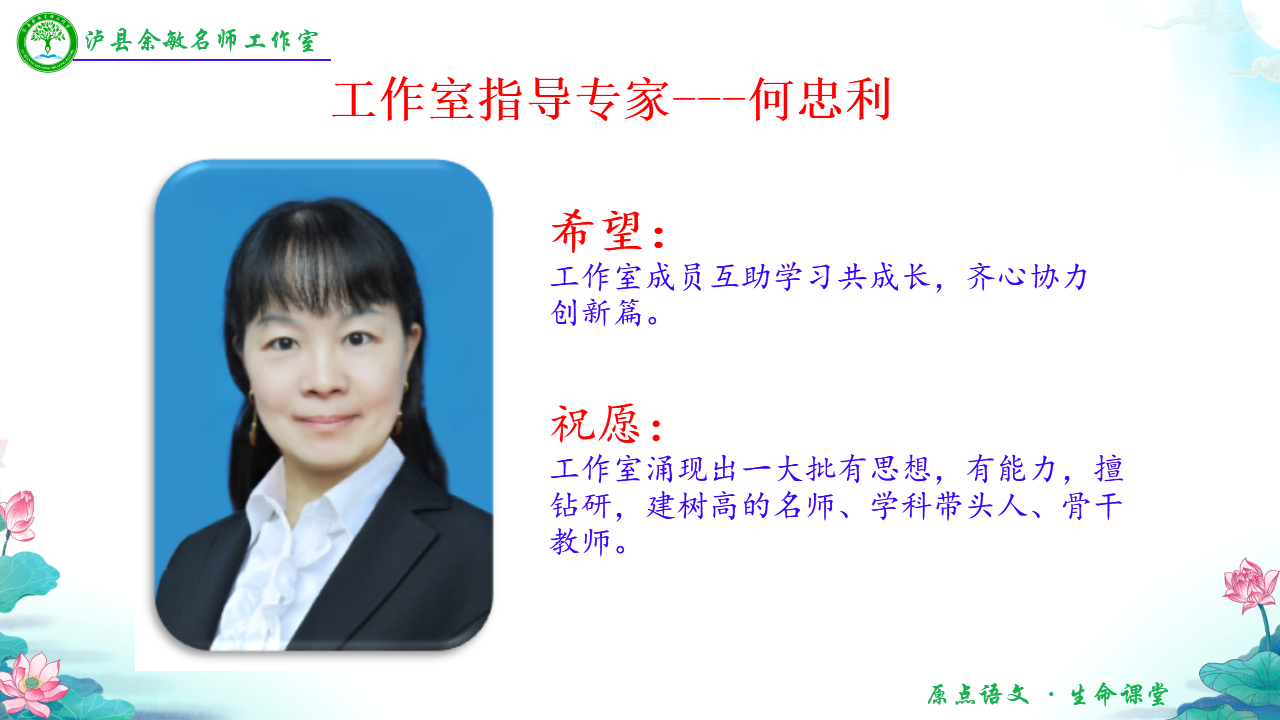 泸县余敏名师工作室
工作室指导专家---何忠利
希望：
工作室成员互助学习共成长，齐心协力
创新篇。
祝愿：
工作室涌现出一大批有思想，有能力，擅
钻研，建树高的名师、学科带头人、骨干
教师。
原点语文 · 生命课堂